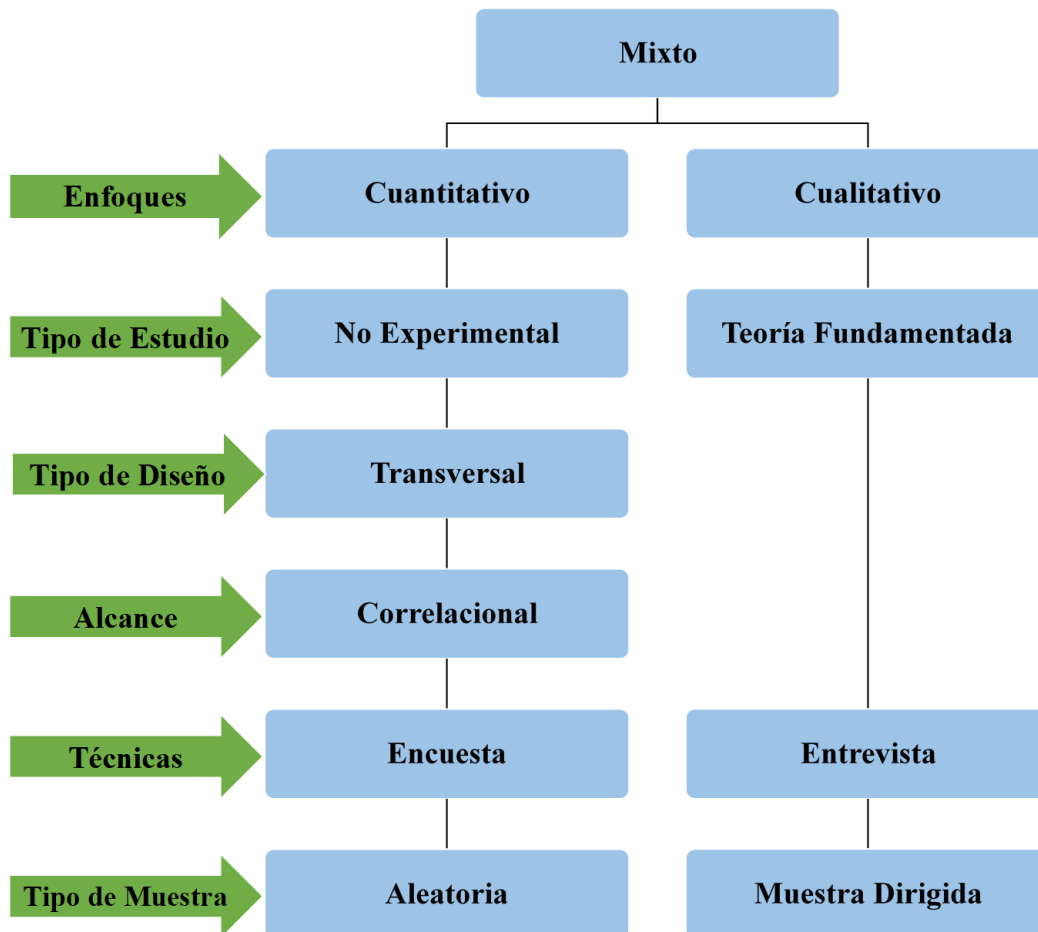 Mixto
Enfoques
Cuantitativo
Cualitativo
Tipo de Estudio
No Experimental
Teoría Fundamentada
Tipo de Diseño
Transversal
Alcance
Correlacional
Técnicas
Encuesta
Entrevista
Tipo de Muestra
Aleatoria
Muestra Dirigida